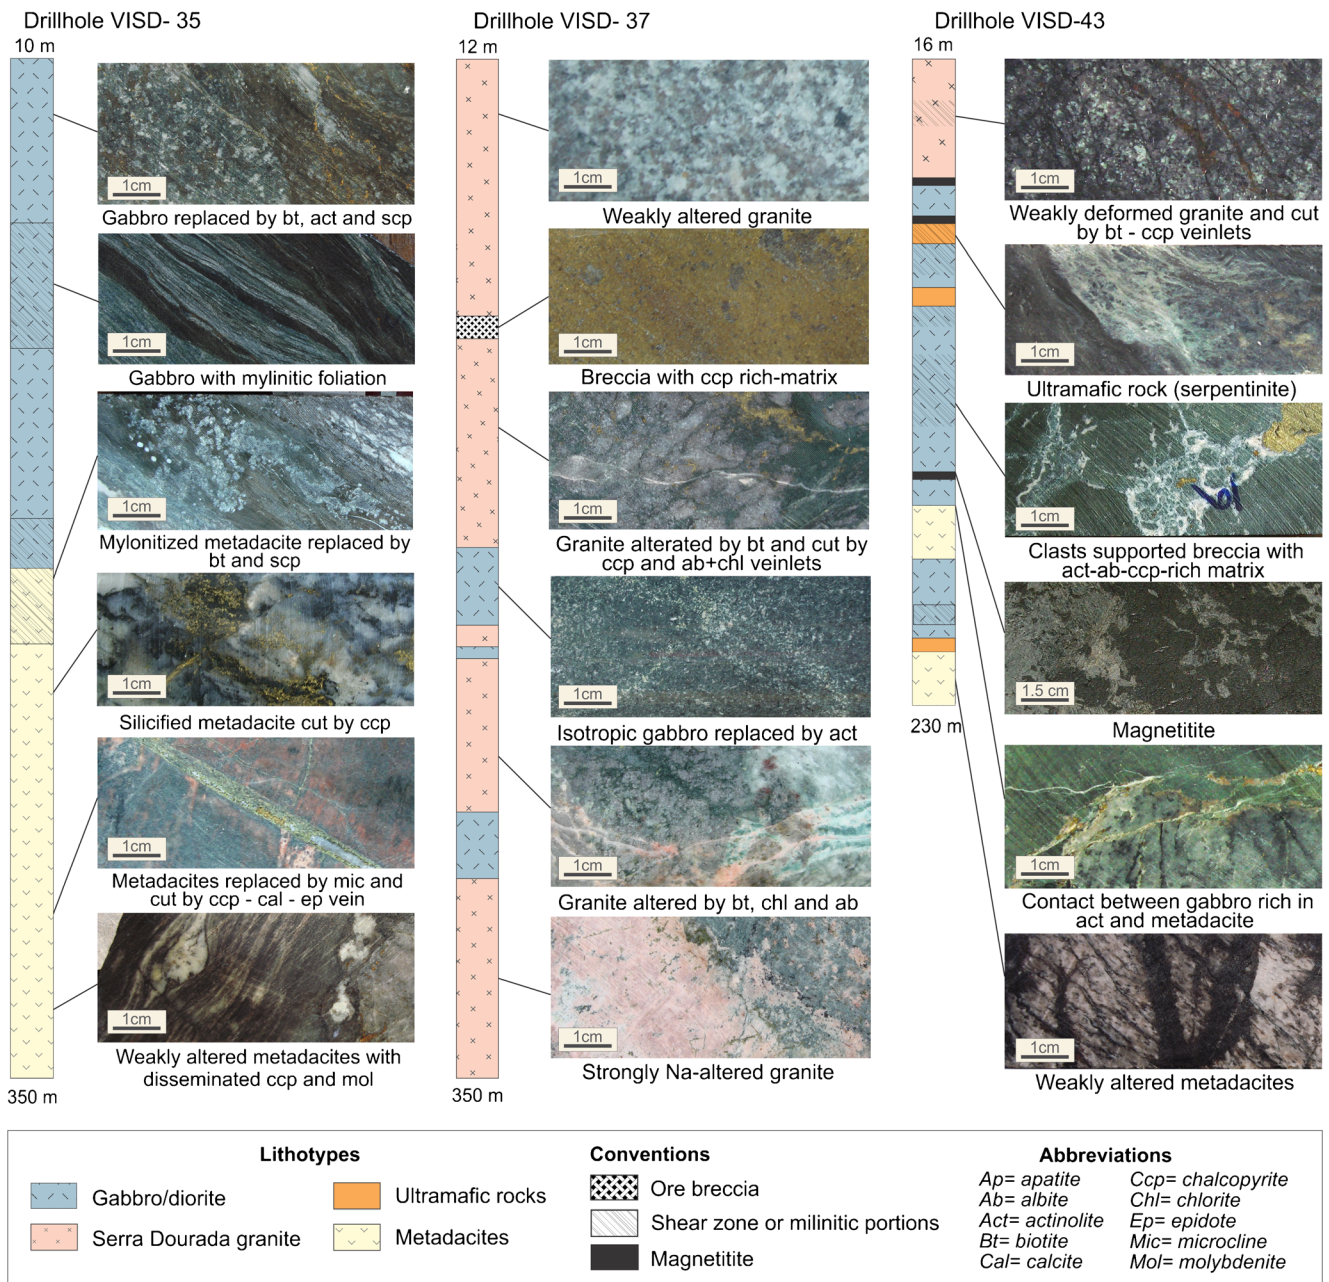 Drillhole VISD- 35
10 m
1cm
Gabbro replaced by bt, act and scp
1cm
Gabbro with mylinitic foliation
1cm
Mylonitized metadacite replaced by
bt and scp
1cm
Silicified metadacite cut by ccp
1cm
Metadacites replaced by mic and
cut by ccp - cal - ep vein
1cm
Weakly altered metadacites with
disseminated ccp and mol
350 m
Drillhole VISD- 37
12 m
1cm
Weakly altered granite
1cm
Breccia with ccp rich-matrix
1cm
Granite alterated by bt and cut by
ccp and ab+chl veinlets
1cm
Isotropic gabbro replaced by act
1cm
Granite altered by bt, chl and ab
1cm
Strongly Na-altered granite
350 m
Drillhole VISD-43
16 m
1cm
Weakly deformed granite and cut
by bt - ccp veinlets
1cm
Ultramafic rock (serpentinite)
1cm
Clasts supported breccia with
act-ab-ccp-rich matrix
1.5 cm
Magnetitite
1cm
Contact between gabbro rich in
act and metadacite
1cm
Weakly altered metadacites
230 m
Lithotypes
Gabbro/diorite
Serra Dourada granite
Ultramafic rocks
Metadacites
Conventions
Ore breccia
Shear zone or milinitic portions
Magnetitite
Abbreviations
Ap= apatite
Ab= albite
Act= actinolite
Bt= biotite
Cal= calcite
Ccp= chalcopyrite
Chl= chlorite
Ep= epidote
Mic= microcline
Mol= molybdenite